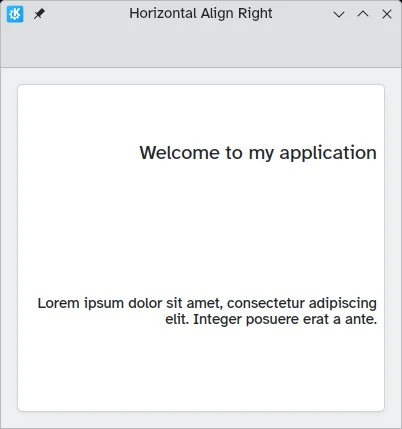 Horizontal Align Right
Welcome to my application
Lorem ipsum dolor sit amet, consectetur adipiscing
elit. Integer posuere erat a ante.